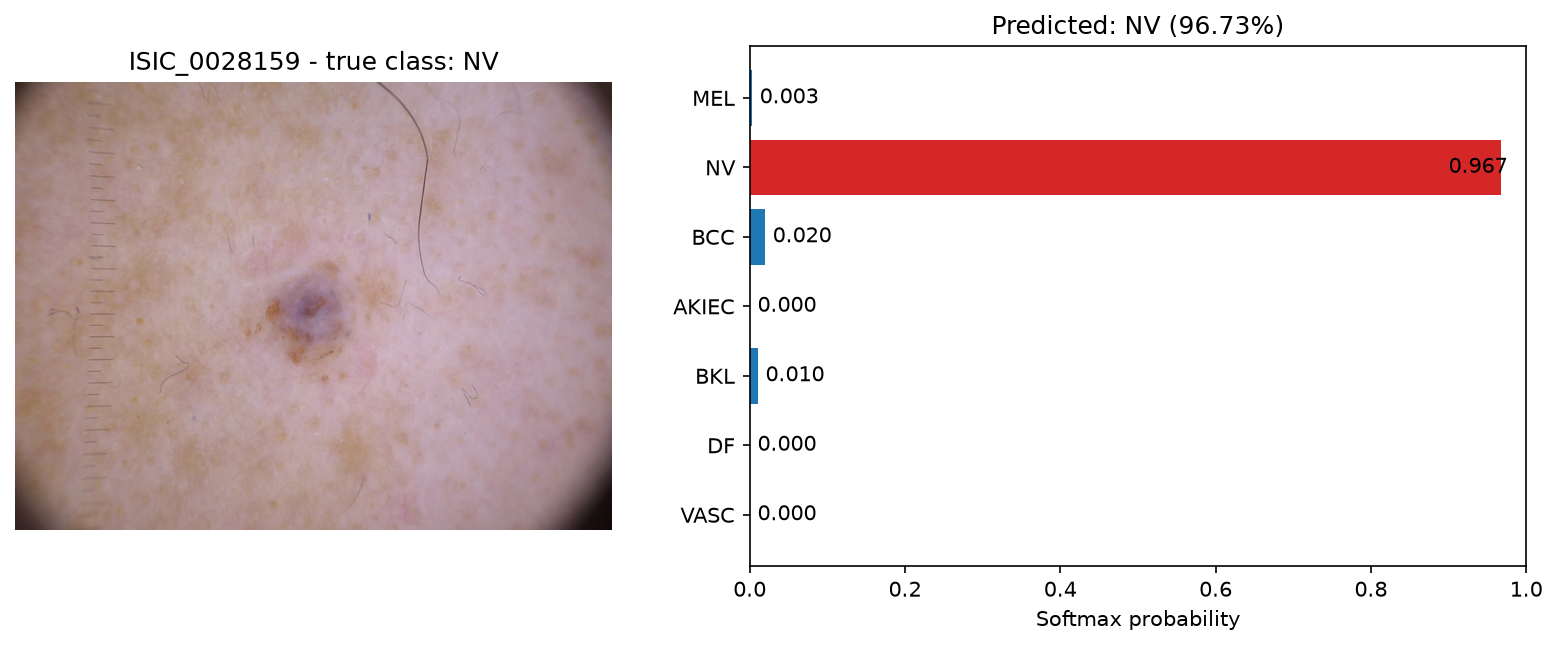 ISIC_0028159 - true class: NV
Predicted: NV (96.73%)
MEL 0.003
NV 0.967
BCC 0.020
AKIEC 0.000
BKL 0.010
DF 0.000
VASC 0.000
0.0 0.2 0.4 0.6 0.8 1.0
Softmax probability